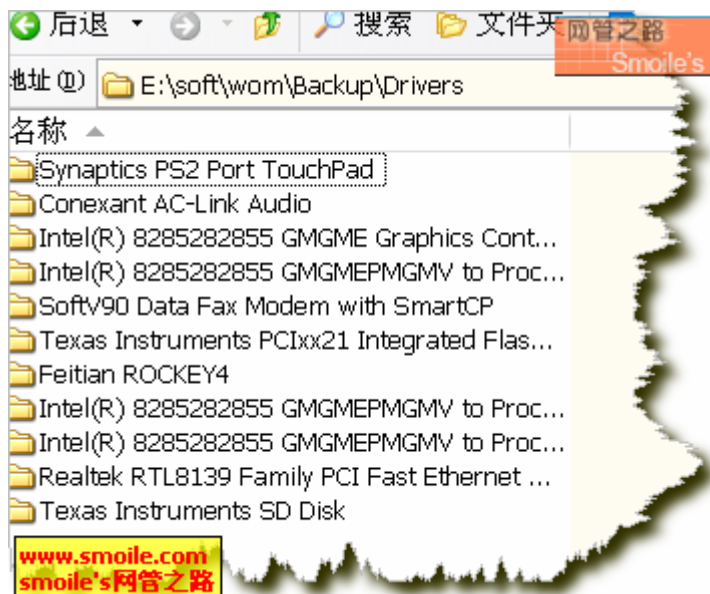 后退 搜索 文件夹
网管之路
Smoile's
地址(D) E:\soft\wom\Backup\Drivers
名称
Synaptics PS2 Port TouchPad
Conexant AC-Link Audio
Intel(R) 8285282855 GMGME Graphics Cont...
Intel(R) 8285282855 GMGMEPMGMV to Proc...
SoftV90 Data Fax Modem with SmartCP
Texas Instruments PCIxx21 Integrated Flas...
Feitian ROCKEY4
Intel(R) 8285282855 GMGMEPMGMV to Proc...
Intel(R) 8285282855 GMGMEPMGMV to Proc...
Realtek RTL8139 Family PCI Fast Ethernet ...
Texas Instruments SD Disk
www.smoile.com
smoile's网管之路